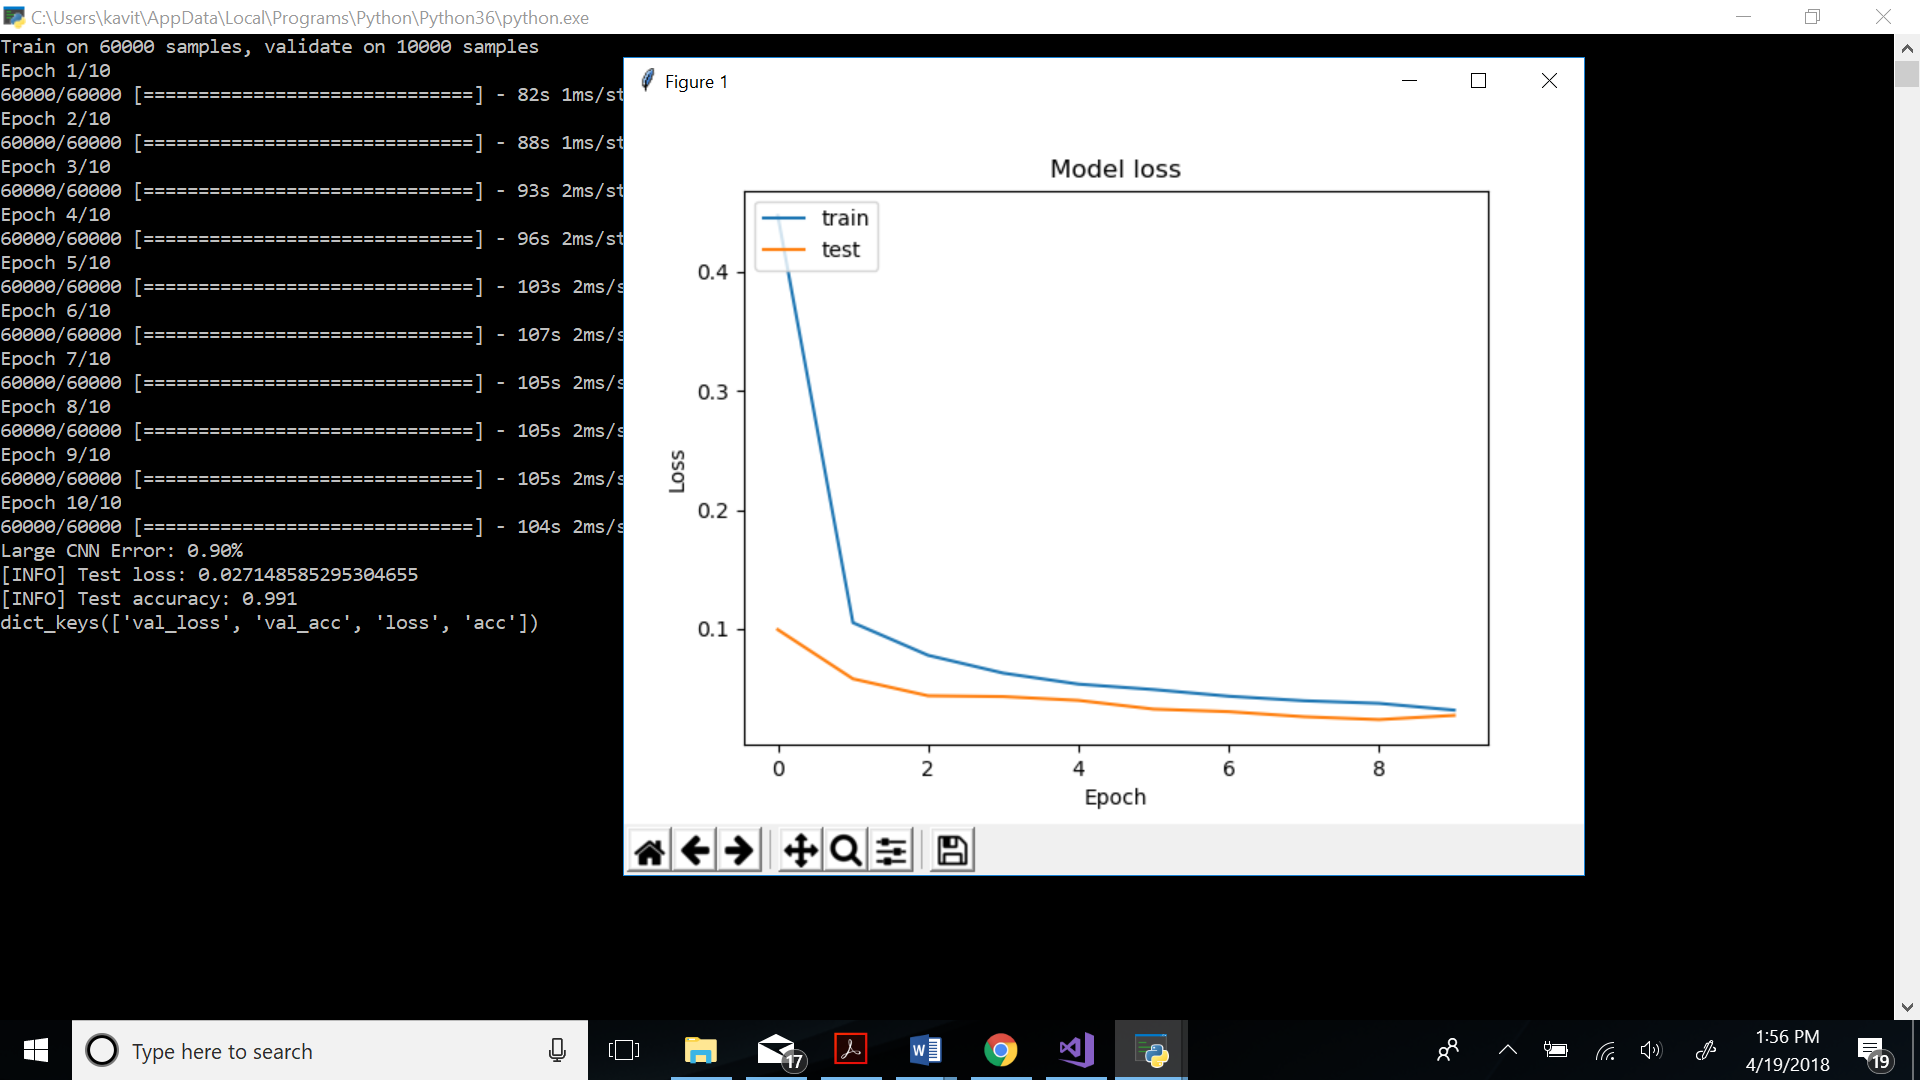 C:\Users\kavit\AppData\Local\Programs\Python\Python36\python.exe
Train on 60000 samples, validate on 10000 samples
Epoch 1/10
60000/60000 [==============================] - 82s 1ms/st
Epoch 2/10
60000/60000 [==============================] - 88s 1ms/st
Epoch 3/10
60000/60000 [==============================] - 93s 2ms/st
Epoch 4/10
60000/60000 [==============================] - 96s 2ms/st
Epoch 5/10
60000/60000 [==============================] - 103s 2ms/s
Epoch 6/10
60000/60000 [==============================] - 107s 2ms/s
Epoch 7/10
60000/60000 [==============================] - 105s 2ms/s
Epoch 8/10
60000/60000 [==============================] - 105s 2ms/s
Epoch 9/10
60000/60000 [==============================] - 105s 2ms/s
Epoch 10/10
60000/60000 [==============================] - 104s 2ms/s
Large CNN Error: 0.90%
[INFO] Test loss: 0.027148585295304655
[INFO] Test accuracy: 0.991
dict_keys(['val_loss', 'val_acc', 'loss', 'acc'])
Figure 1
Model loss
train
test
0.4
0.3
0.2
0.1
Loss
0 2 4 6 8
Epoch
Type here to search
17
1:56 PM
4/19/2018
19